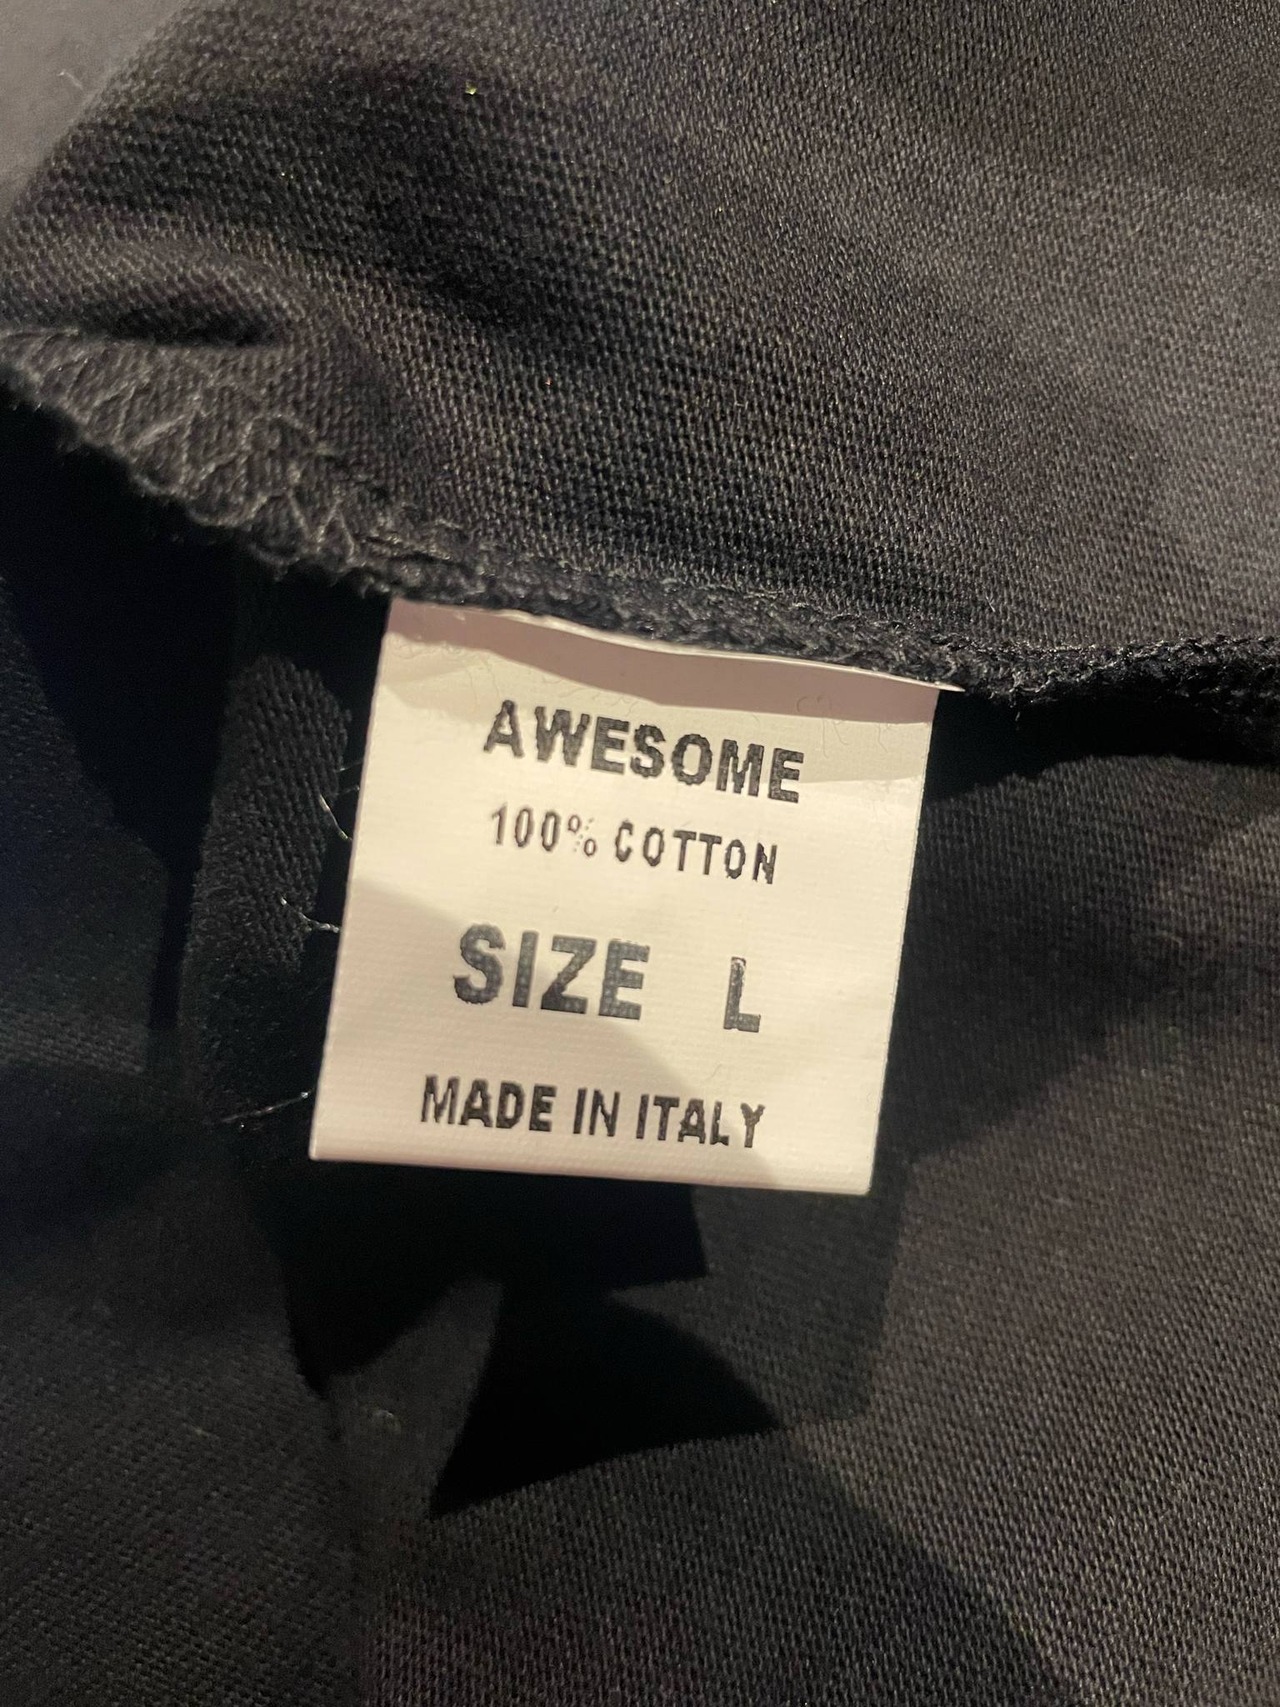 AWESOME
100% COTTON
SIZE L
MADE IN ITALY